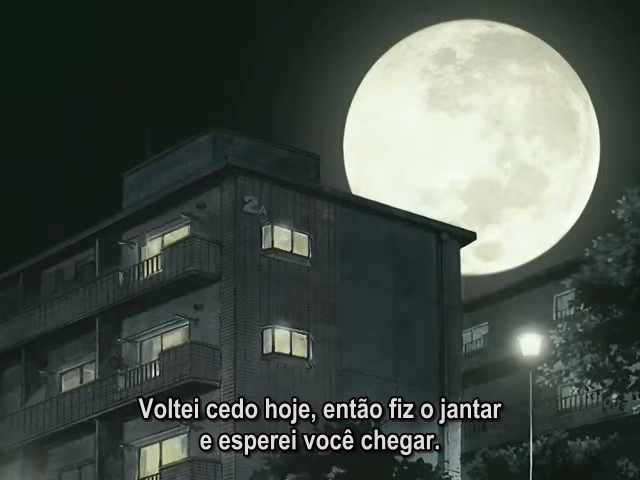 2A
Voltei cedo hoje, então fiz o jantar
e esperei você chegar.